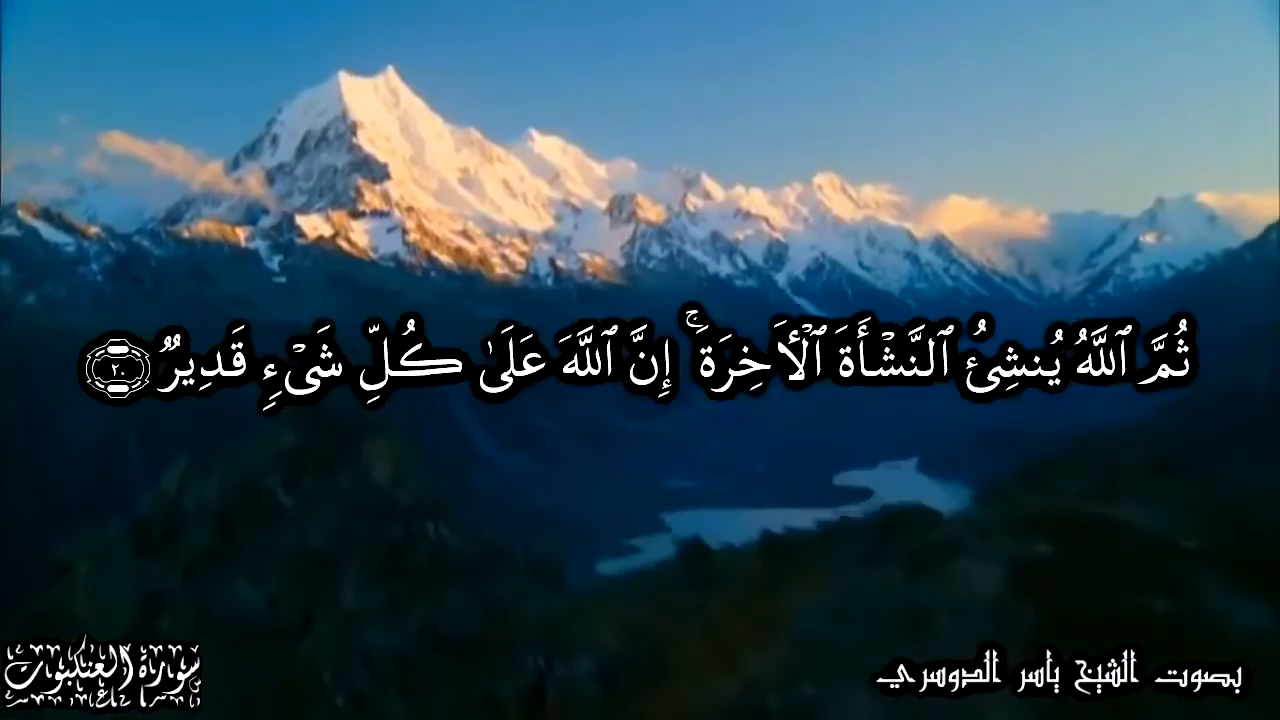 ثُمَّ ٱللَّهُ يُنشِئُ ٱلنَّشْأَةَ ٱلْأَخِرَةَ ۚ إِنَّ ٱللَّهَ عَلَىٰ كُلِّ شَىْءٍ قَدِيرٌ ٢٠
سورة العنكبوت
بصوت الشيخ ياسر الدوسري